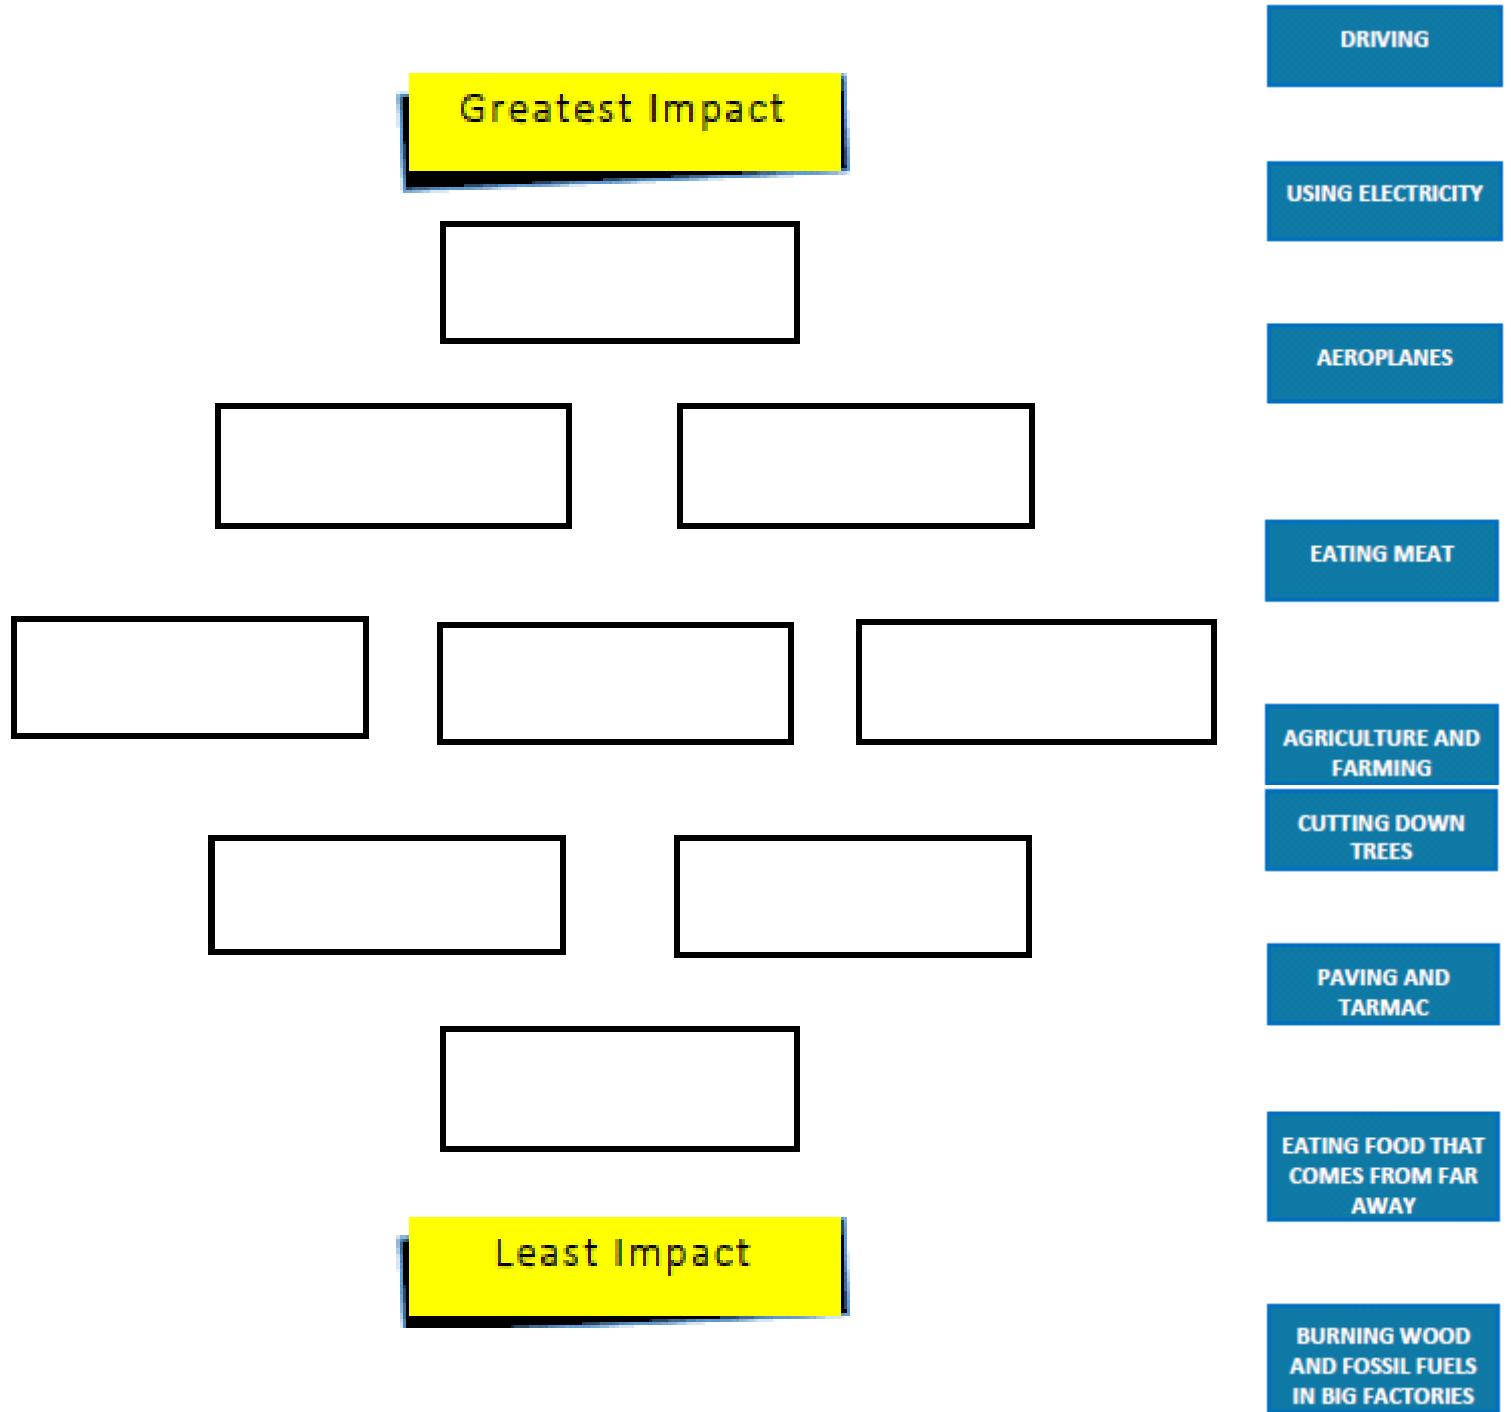 Greatest Impact
Least Impact
DRIVING
USING ELECTRICITY
AEROPLANES
EATING MEAT
AGRICULTURE AND
FARMING
CUTTING DOWN
TREES
PAVING AND
TARMAC
EATING FOOD THAT
COMES FROM FAR
AWAY
BURNING WOOD
AND FOSSIL FUELS
IN BIG FACTORIES